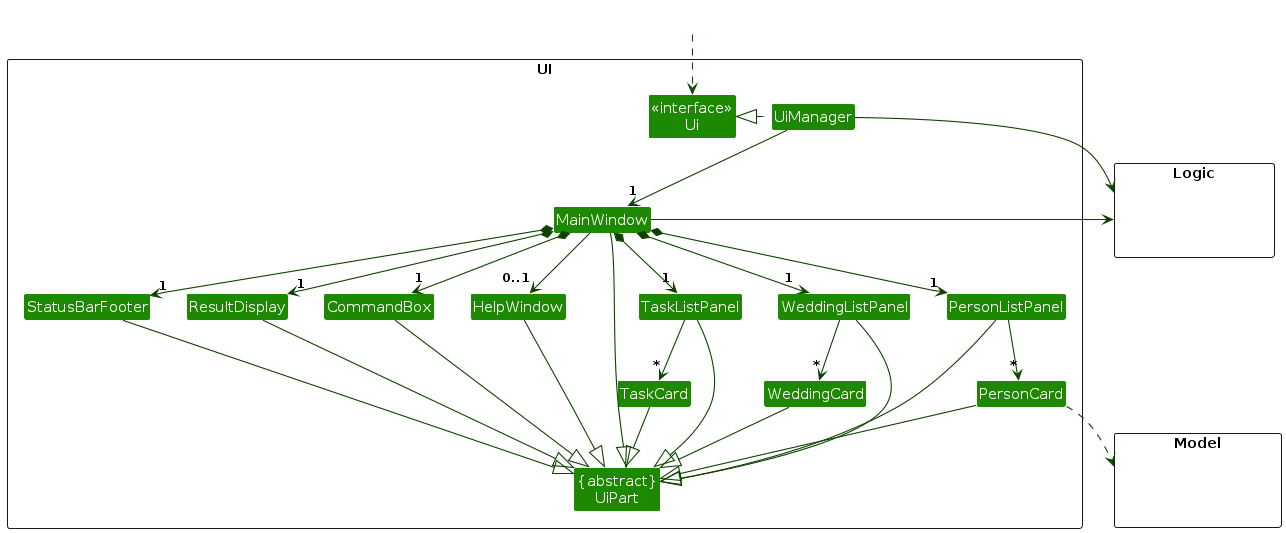 UI
«interface»
Ui
UiManager
Logic
1
MainWindow
1
1
1
0..1
1
1
1
StatusBarFooter
ResultDisplay
CommandBox
HelpWindow
TaskListPanel
WeddingListPanel
PersonListPanel
*
*
*
TaskCard
WeddingCard
PersonCard
Model
{abstract}
UiPart